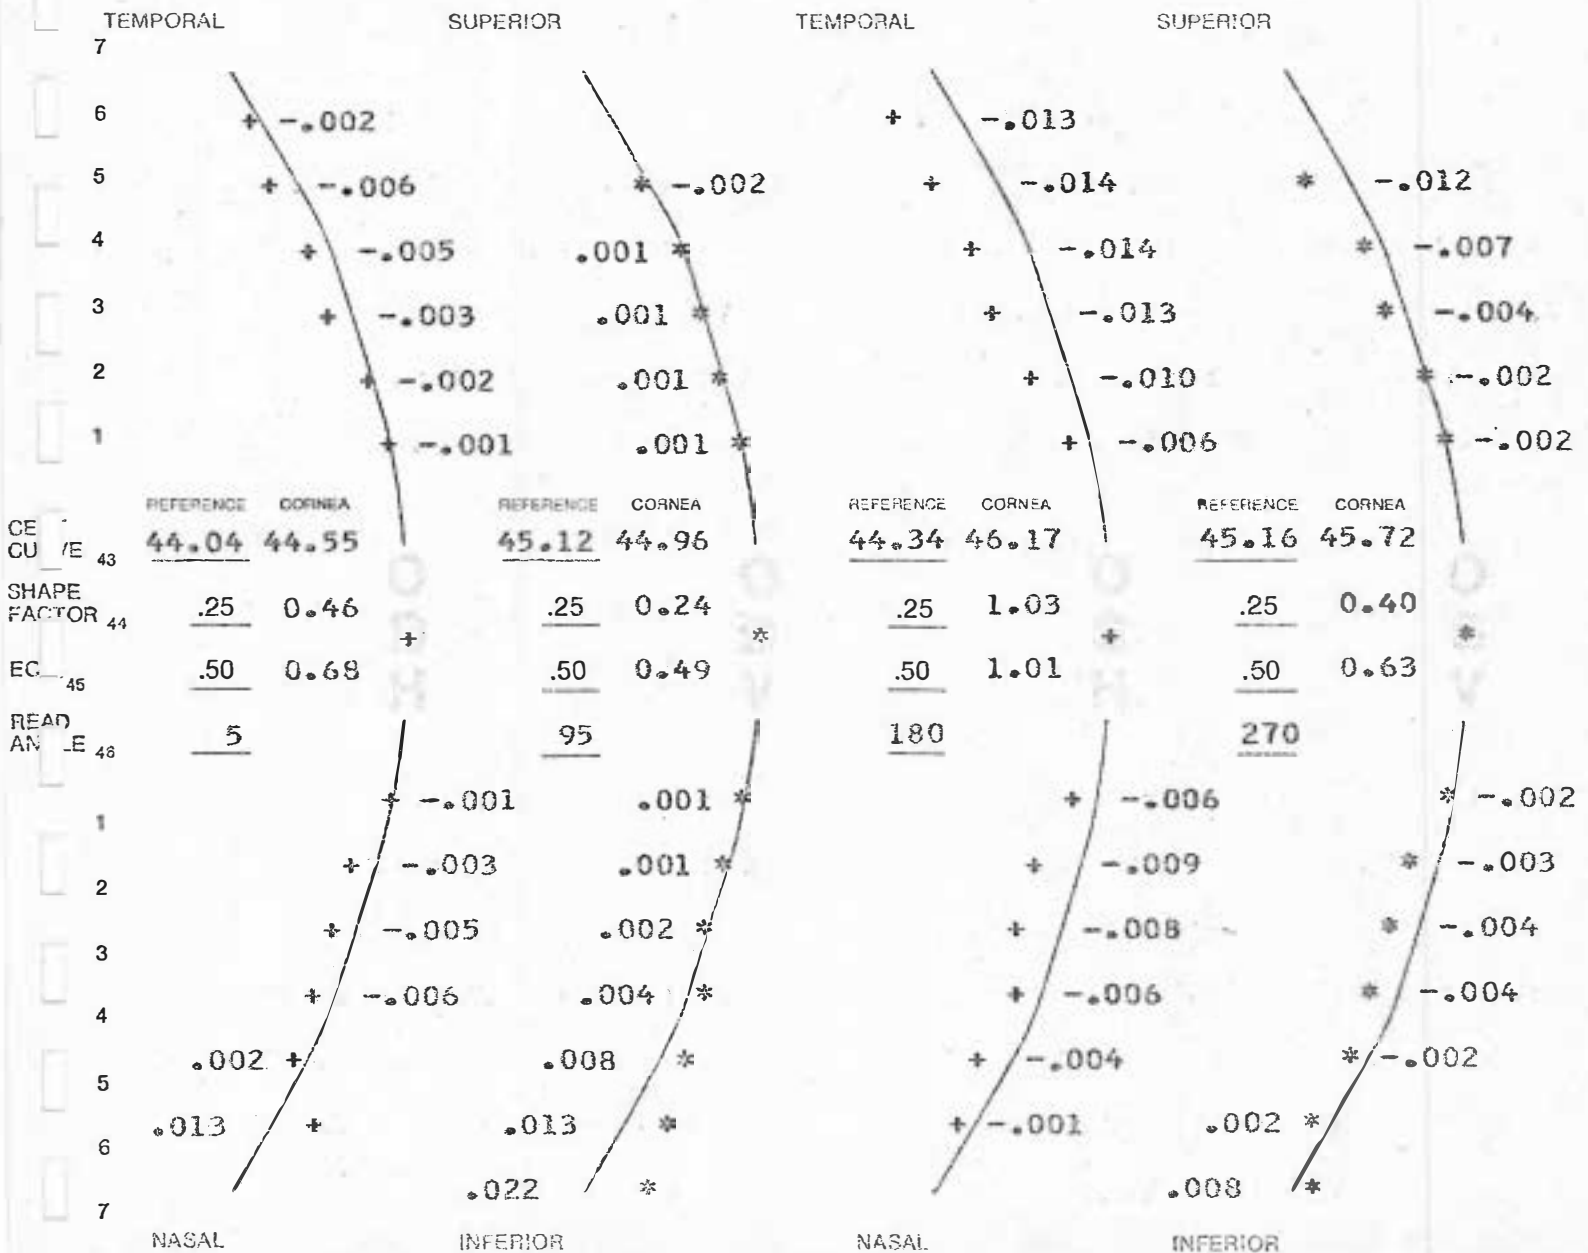 TEMPORAL SUPERIOR TEMPORAL SUPERIOR
7
6 -.002 -.013
5 -.006 -.002 -.014 -.012
4 -.005 .001 -.014 -.007
3 -.003 .001 -.013 -.004
2 -.002 .001 -.010 -.002
1 -.001 .001 -.006 -.002
REFERENCE CORNEA REFERENCE CORNEA REFERENCE CORNEA REFERENCE CORNEA
43 44.04 44.55 45.12 44.96 44.34 46.17 45.16 45.72
SHAPE
FACTOR 44 .25 0.46 .25 0.24 .25 1.03 .25 0.40
45 .50 0.68 .50 0.49 .50 1.01 .50 0.63
READ
46 5 95 180 270
1 -.001 .001 -.006 -.002
2 -.003 .001 -.009 -.003
3 -.005 .002 -.008 -.004
4 -.006 .004 -.006 -.004
5 .002 .008 -.004 -.002
6 .013 .013 -.001 .002
7 .022 .008
NASAL INFERIOR NASAL INFERIOR